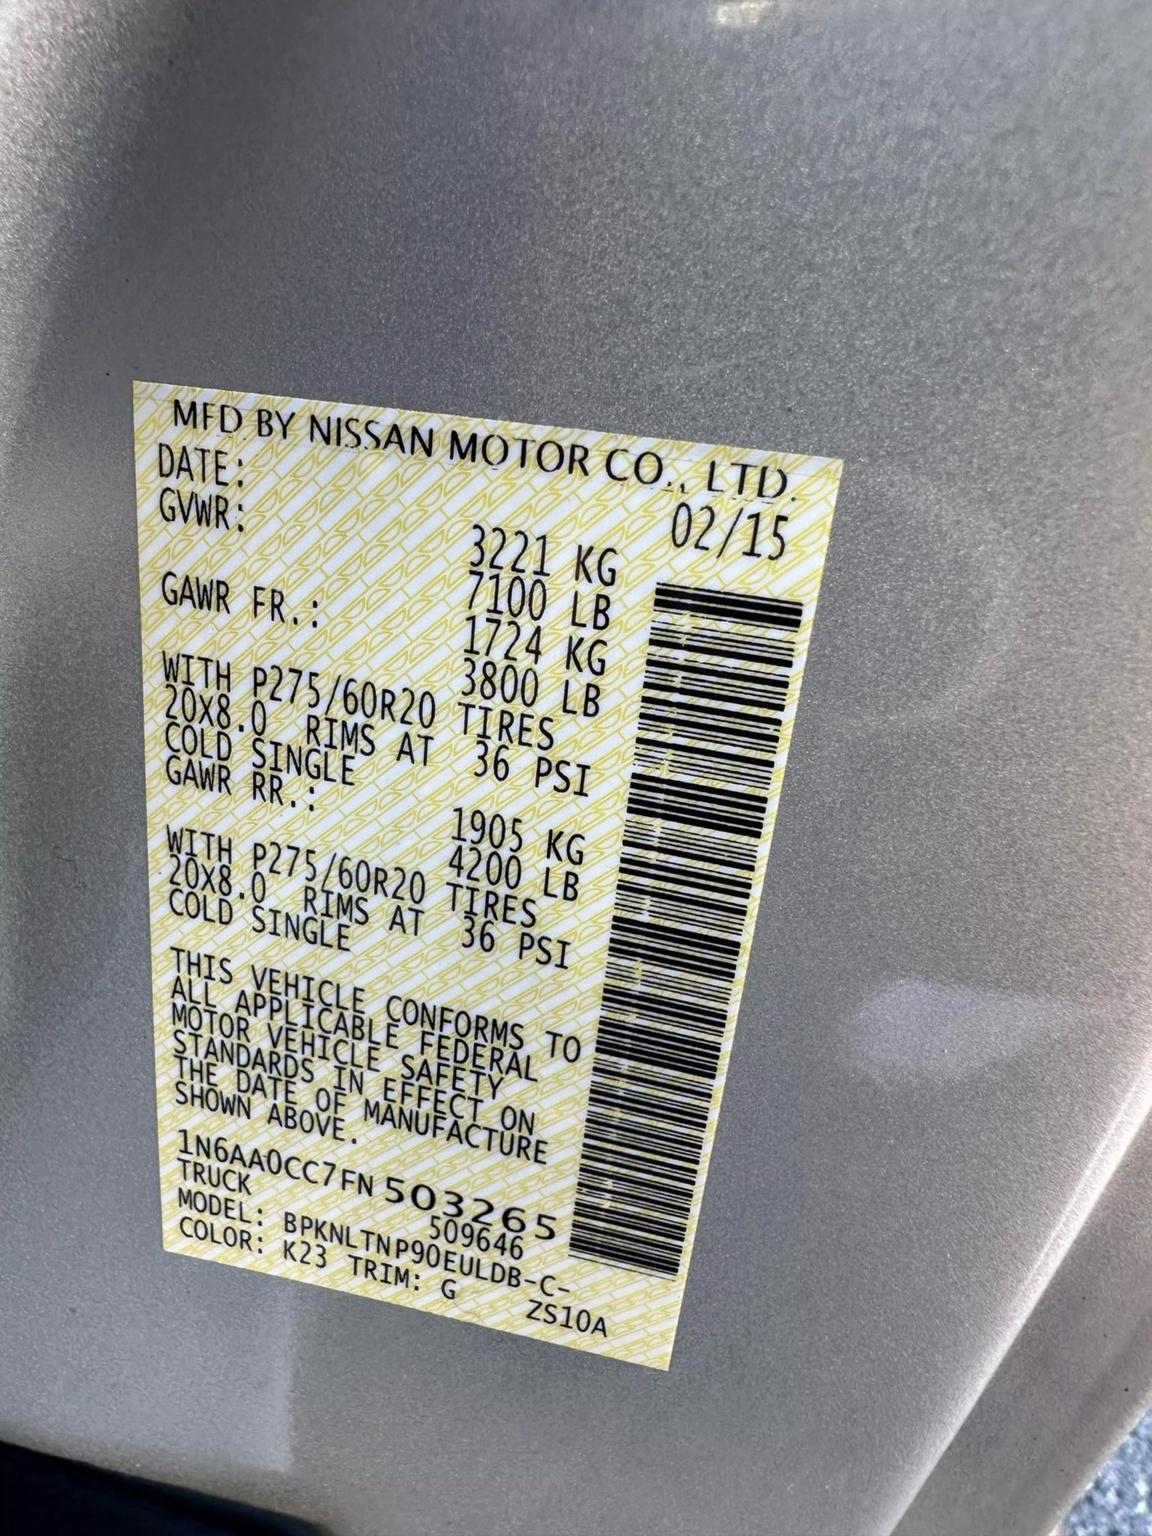 MFD BY NISSAN MOTOR CO., LTD.
DATE: 02/15
GVWR: 3221 KG
7100 LB
GAWR FR.: 1724 KG
3800 LB
WITH P275/60R20 TIRES
20X8.0 RIMS AT 36 PSI
COLD SINGLE
GAWR RR.: 1905 KG
4200 LB
WITH P275/60R20 TIRES
20X8.0 RIMS AT 36 PSI
COLD SINGLE
THIS VEHICLE CONFORMS TO
ALL APPLICABLE FEDERAL
MOTOR VEHICLE SAFETY
STANDARDS IN EFFECT ON
THE DATE OF MANUFACTURE
SHOWN ABOVE.
1N6AA0CC7FN503265
TRUCK 509646
MODEL: BPKNLTNP90EULDB-C-
COLOR: K23 TRIM: G ZS10A